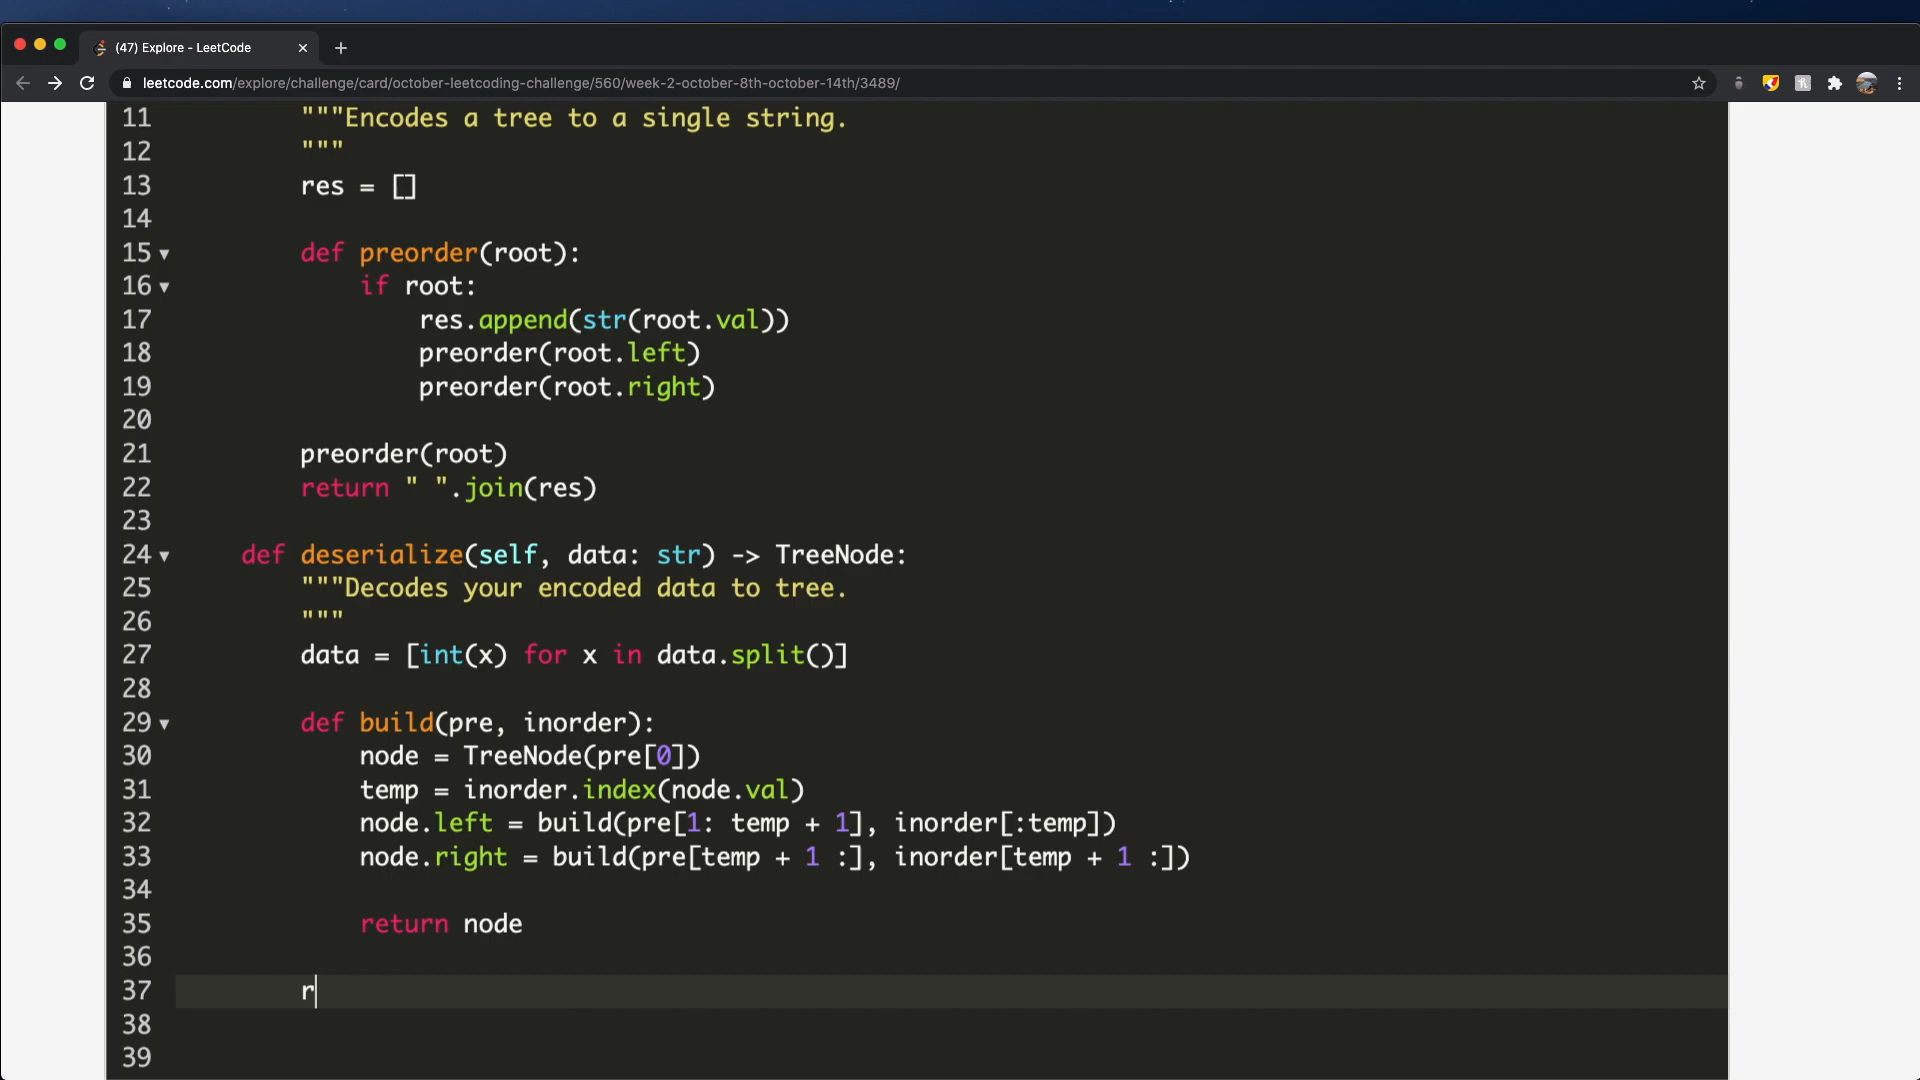 (47) Explore - LeetCode
leetcode.com/explore/challenge/card/october-leetcoding-challenge/560/week-2-october-8th-october-14th/3489/
11 """Encodes a tree to a single string.
12 """
13 res = []
14
15 def preorder(root):
16 if root:
17 res.append(str(root.val))
18 preorder(root.left)
19 preorder(root.right)
20
21 preorder(root)
22 return " ".join(res)
23
24 def deserialize(self, data: str) -> TreeNode:
25 """Decodes your encoded data to tree.
26 """
27 data = [int(x) for x in data.split()]
28
29 def build(pre, inorder):
30 node = TreeNode(pre[0])
31 temp = inorder.index(node.val)
32 node.left = build(pre[1: temp + 1], inorder[:temp])
33 node.right = build(pre[temp + 1 :], inorder[temp + 1 :])
34
35 return node
36
37 r
38
39